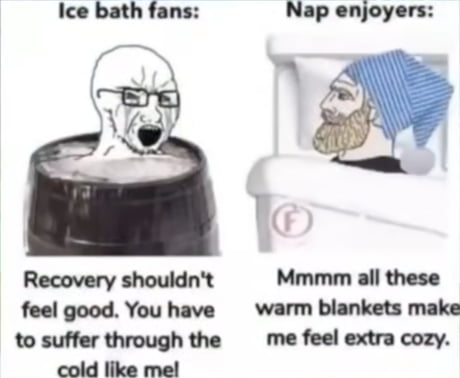 Ice bath fans:
Nap enjoyers:
F
Recovery shouldn't
feel good. You have
to suffer through the
cold like me!
Mmmm all these
warm blankets make
me feel extra cozy.